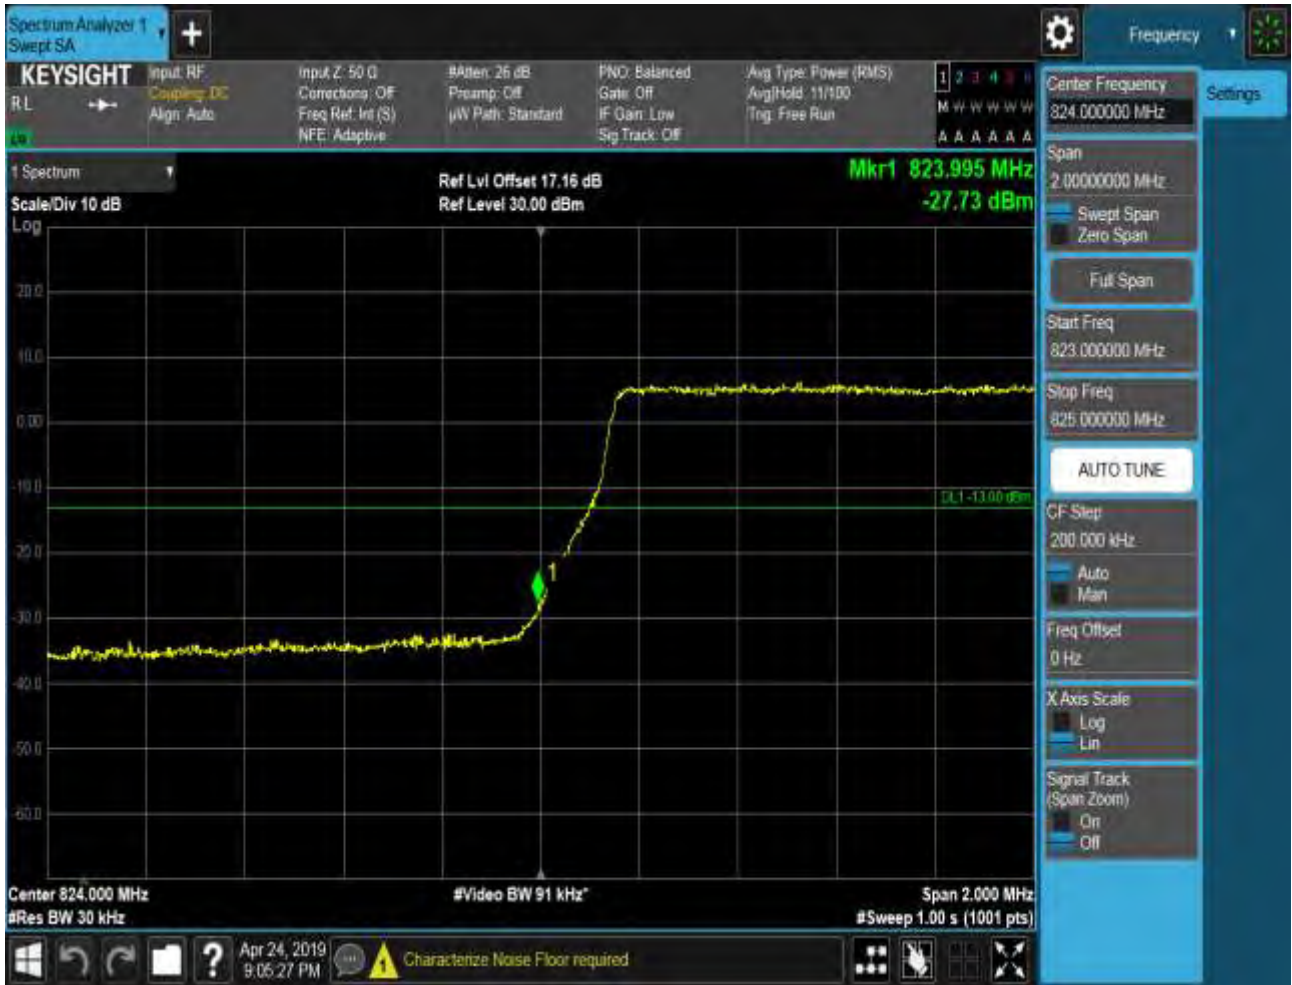 Spectrum Analyzer 1
Swept SA
+
Frequency
KEYSIGHT
RL
Input: RF
Coupling: DC
Align: Auto
Input Z: 50 Ω
Corrections: Off
Freq Ref: Int (S)
NFE: Adaptive
#Atten: 26 dB
Preamp: Off
µW Path: Standard
PNO: Balanced
Gate: Off
IF Gain: Low
Sig Track: Off
Avg Type: Power (RMS)
Avg|Hold: 11/100
Trig: Free Run
1 2 3 4 5 6
M W W W W W
A A A A A A
1 Spectrum
Scale/Div 10 dB
Log
Ref Lvl Offset 17.16 dB
Ref Level 30.00 dBm
Mkr1 823.995 MHz
-27.73 dBm
20.0
10.0
0.00
-10.0
-20.0
-30.0
-40.0
-50.0
-60.0
DL1 -13.00 dBm
1
Center 824.000 MHz
#Res BW 30 kHz
#Video BW 91 kHz*
Span 2.000 MHz
#Sweep 1.00 s (1001 pts)
Center Frequency
824.000000 MHz
Span
2.00000000 MHz
Swept Span
Zero Span
Full Span
Start Freq
823.000000 MHz
Stop Freq
825.000000 MHz
AUTO TUNE
CF Step
200.000 kHz
Auto
Man
Freq Offset
0 Hz
X Axis Scale
Log
Lin
Signal Track
(Span Zoom)
On
Off
Settings
?
Apr 24, 2019
9:05:27 PM
1
Characterize Noise Floor required